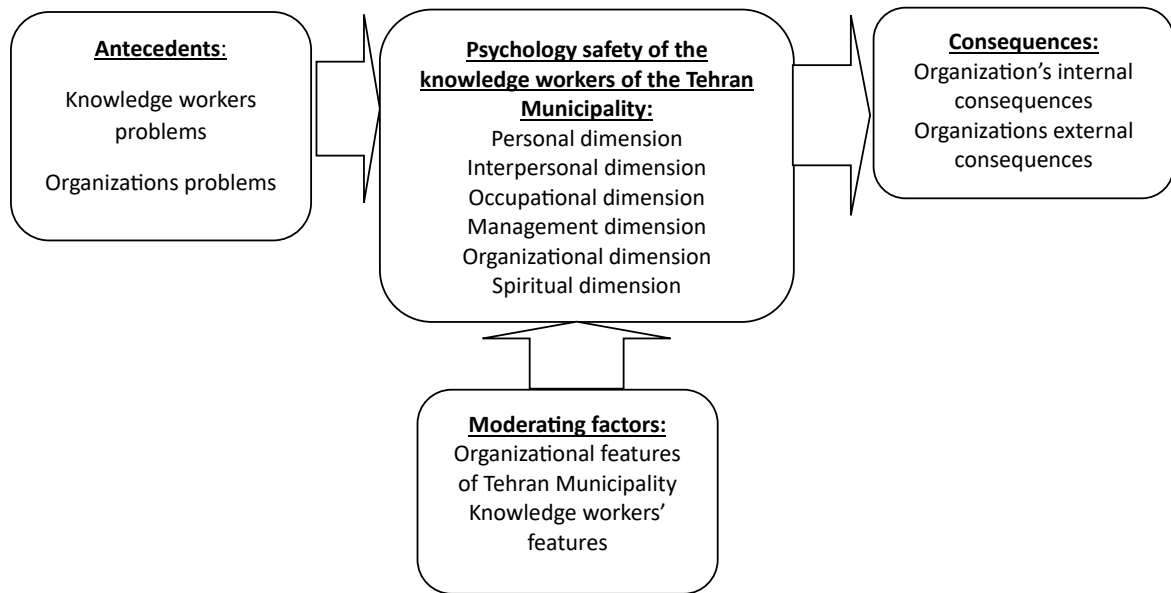 Antecedents:
Knowledge workers
problems
Organizations problems
Psychology safety of the
knowledge workers of the Tehran
Municipality:
Personal dimension
Interpersonal dimension
Occupational dimension
Management dimension
Organizational dimension
Spiritual dimension
Consequences:
Organization’s internal
consequences
Organizations external
consequences
Moderating factors:
Organizational features
of Tehran Municipality
Knowledge workers’
features